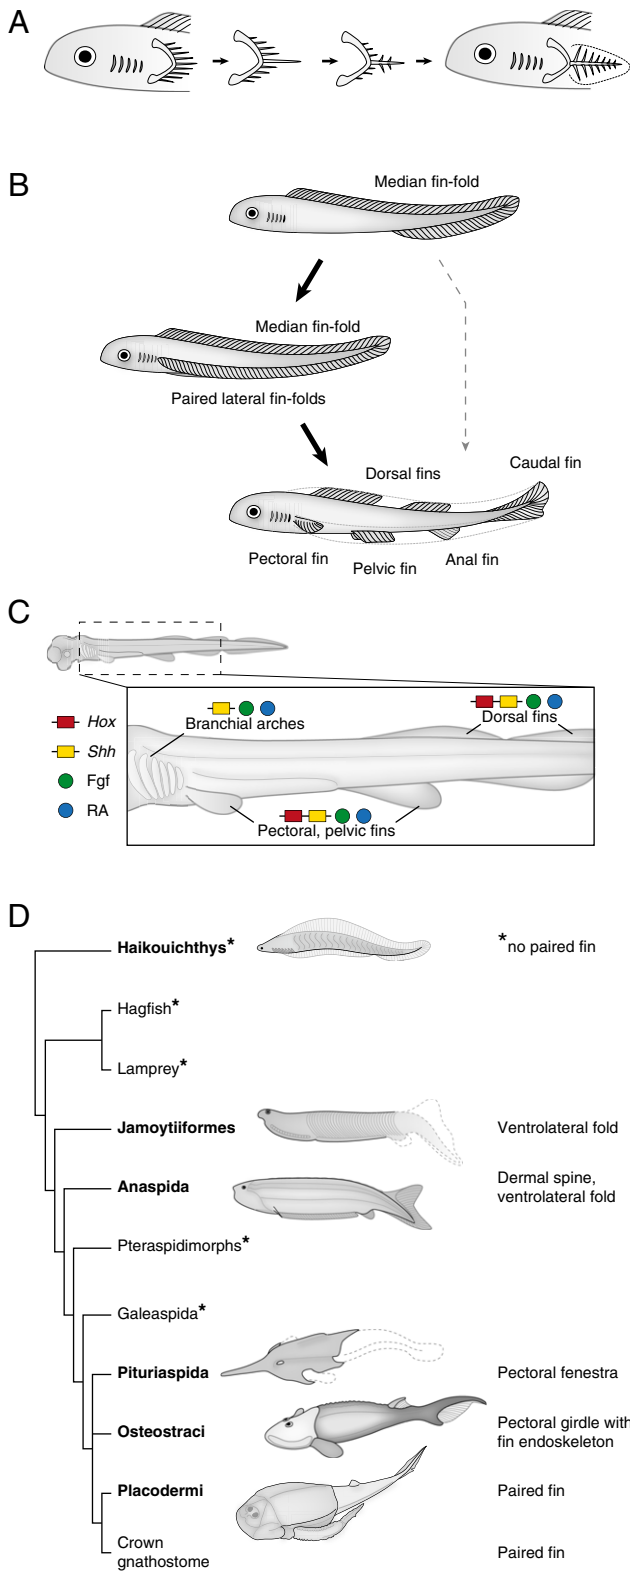 A
B
Median fin-fold
Median fin-fold
Paired lateral fin-folds
Dorsal fins
Caudal fin
Pectoral fin
Pelvic fin
Anal fin
C
Hox
Shh
Fgf
RA
Branchial arches
Dorsal fins
Pectoral, pelvic fins
D
Haikouichthys*
*no paired fin
Hagfish*
Lamprey*
Jamoytiiformes
Ventrolateral fold
Anaspida
Dermal spine,
ventrolateral fold
Pteraspidimorphs*
Galeaspida*
Pituriaspida
Pectoral fenestra
Osteostraci
Pectoral girdle with
fin endoskeleton
Placodermi
Paired fin
Crown
gnathostome
Paired fin